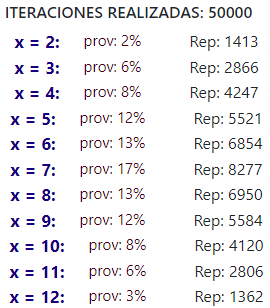 ITERACIONES REALIZADAS: 50000
x = 2: prov: 2% Rep: 1413
x = 3: prov: 6% Rep: 2866
x = 4: prov: 8% Rep: 4247
x = 5: prov: 12% Rep: 5521
x = 6: prov: 13% Rep: 6854
x = 7: prov: 17% Rep: 8277
x = 8: prov: 13% Rep: 6950
x = 9: prov: 12% Rep: 5584
x = 10: prov: 8% Rep: 4120
x = 11: prov: 6% Rep: 2806
x = 12: prov: 3% Rep: 1362